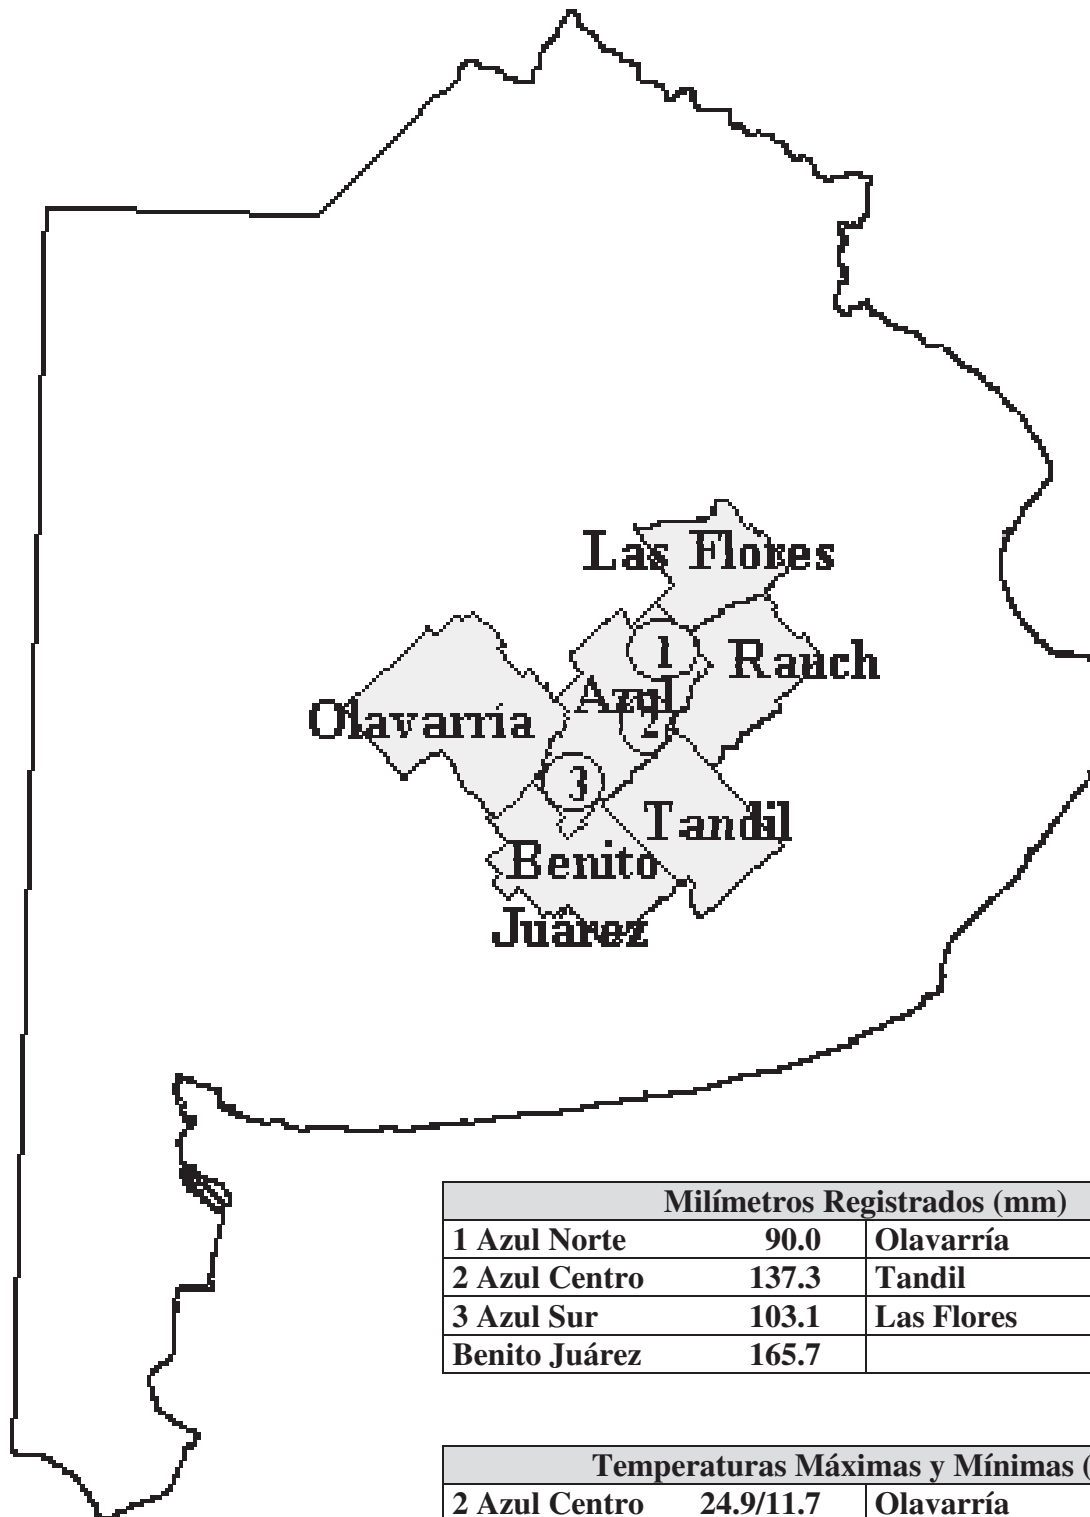 Las Flores
1
Rauch
Azul
2
Olavarría
3
Tandil
Benito
Juárez
Milímetros Registrados (mm)
1 Azul Norte 90.0 Olavarría
2 Azul Centro 137.3 Tandil
3 Azul Sur 103.1 Las Flores
Benito Juárez 165.7
Temperaturas Máximas y Mínimas (
2 Azul Centro 24.9/11.7 Olavarría